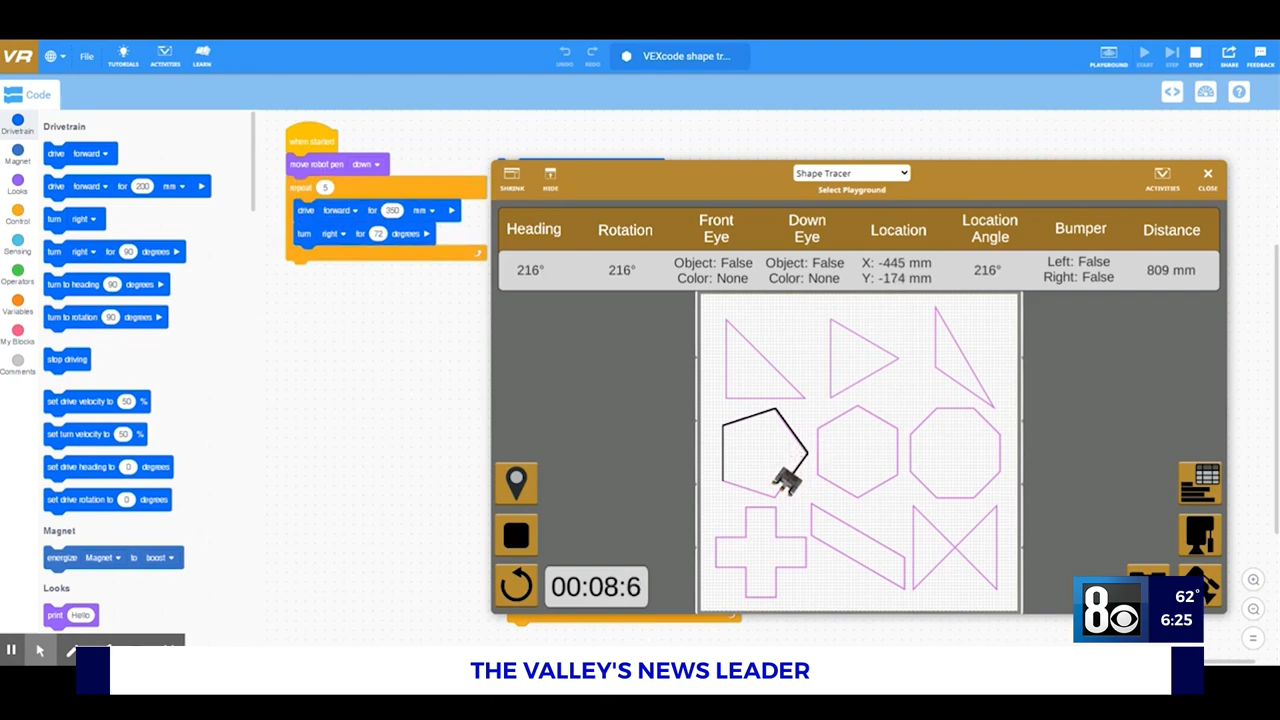 VR
File
TUTORIALS
ACTIVITIES
LEARN
UNDO
REDO
VEXcode shape tr...
PLAYGROUND
START
STEP
STOP
SHARE
FEEDBACK
Code
Drivetrain
Magnet
Looks
Control
Sensing
Operators
Variables
My Blocks
Comments
Drivetrain
drive forward
drive forward for 200 mm
turn right
turn right for 90 degrees
turn to heading 90 degrees
turn to rotation 90 degrees
stop driving
set drive velocity to 50 %
set turn velocity to 50 %
set drive heading to 0 degrees
set drive rotation to 0 degrees
Magnet
energize Magnet to boost
Looks
print Hello
when started
move robot pen down
repeat 5
drive forward for 350 mm
turn right for 72 degrees
SHRINK
HIDE
Shape Tracer
Select Playground
ACTIVITIES
CLOSE
Heading Rotation Front Eye Down Eye Location Location Angle Bumper Distance
216° 216° Object: False Object: False X: -445 mm 216° Left: False 809 mm
Color: None Color: None Y: -174 mm Right: False
00:08:6
8
62°
6:25
THE VALLEY'S NEWS LEADER